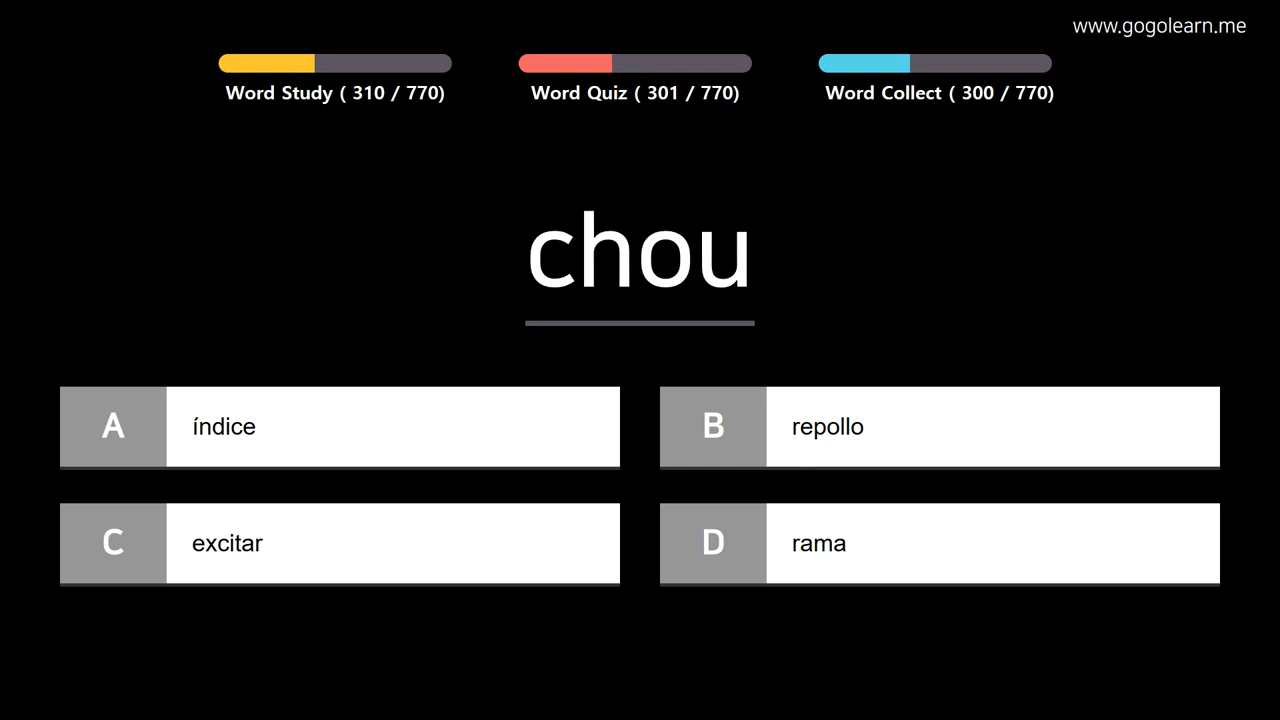 www.gogolearn.me
Word Study ( 310 / 770)
Word Quiz ( 301 / 770)
Word Collect ( 300 / 770)
chou
A índice
B repollo
C excitar
D rama